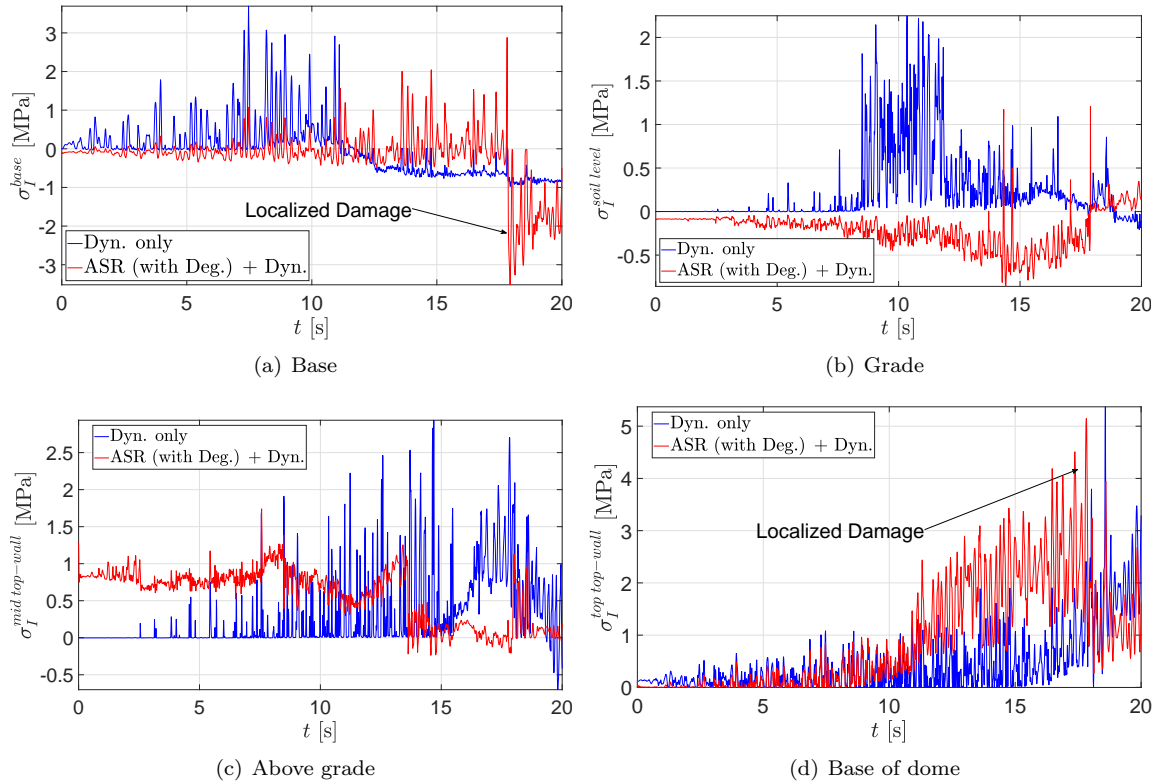 3
2
1
0
-1
-2
-3
σ_I^{base} [MPa]
Localized Damage
Dyn. only
ASR (with Deg.) + Dyn.
0 5 10 15 20
t [s]
(a) Base
2
1.5
1
0.5
0
-0.5
σ_I^{soil level} [MPa]
Dyn. only
ASR (with Deg.) + Dyn.
0 5 10 15 20
t [s]
(b) Grade
2.5
2
1.5
1
0.5
0
-0.5
σ_I^{mid top-wall} [MPa]
Dyn. only
ASR (with Deg.) + Dyn.
0 5 10 15 20
t [s]
(c) Above grade
5
4
3
2
1
0
σ_I^{top top-wall} [MPa]
Dyn. only
ASR (with Deg.) + Dyn.
Localized Damage
0 5 10 15 20
t [s]
(d) Base of dome